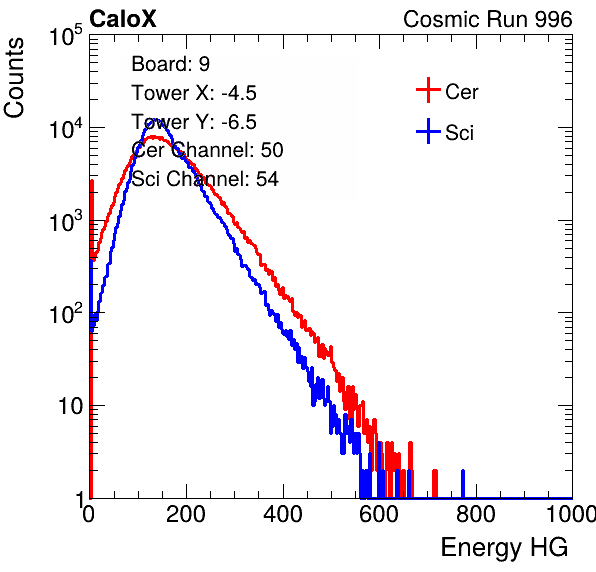 CaloX
Cosmic Run 996
Counts
Board: 9
Tower X: -4.5
Tower Y: -6.5
Cer Channel: 50
Sci Channel: 54
Cer
Sci
10^5
10^4
10^3
10^2
10
1
0 200 400 600 800 1000
Energy HG